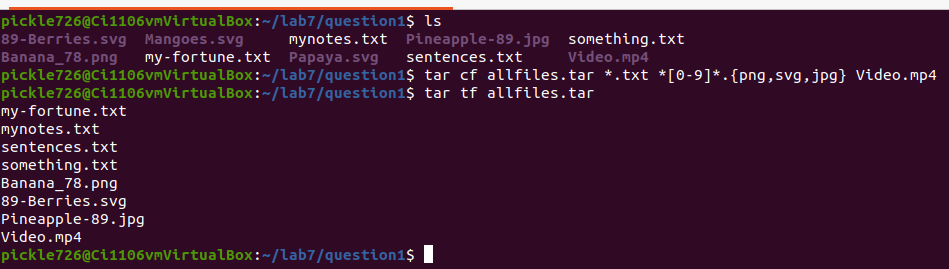 pickle726@Ci1106vmVirtualBox:~/lab7/question1$ ls
89-Berries.svg Mangoes.svg mynotes.txt Pineapple-89.jpg something.txt
Banana_78.png my-fortune.txt Papaya.svg sentences.txt Video.mp4
pickle726@Ci1106vmVirtualBox:~/lab7/question1$ tar cf allfiles.tar *.txt *[0-9]*.{png,svg,jpg} Video.mp4
pickle726@Ci1106vmVirtualBox:~/lab7/question1$ tar tf allfiles.tar
my-fortune.txt
mynotes.txt
sentences.txt
something.txt
Banana_78.png
89-Berries.svg
Pineapple-89.jpg
Video.mp4
pickle726@Ci1106vmVirtualBox:~/lab7/question1$